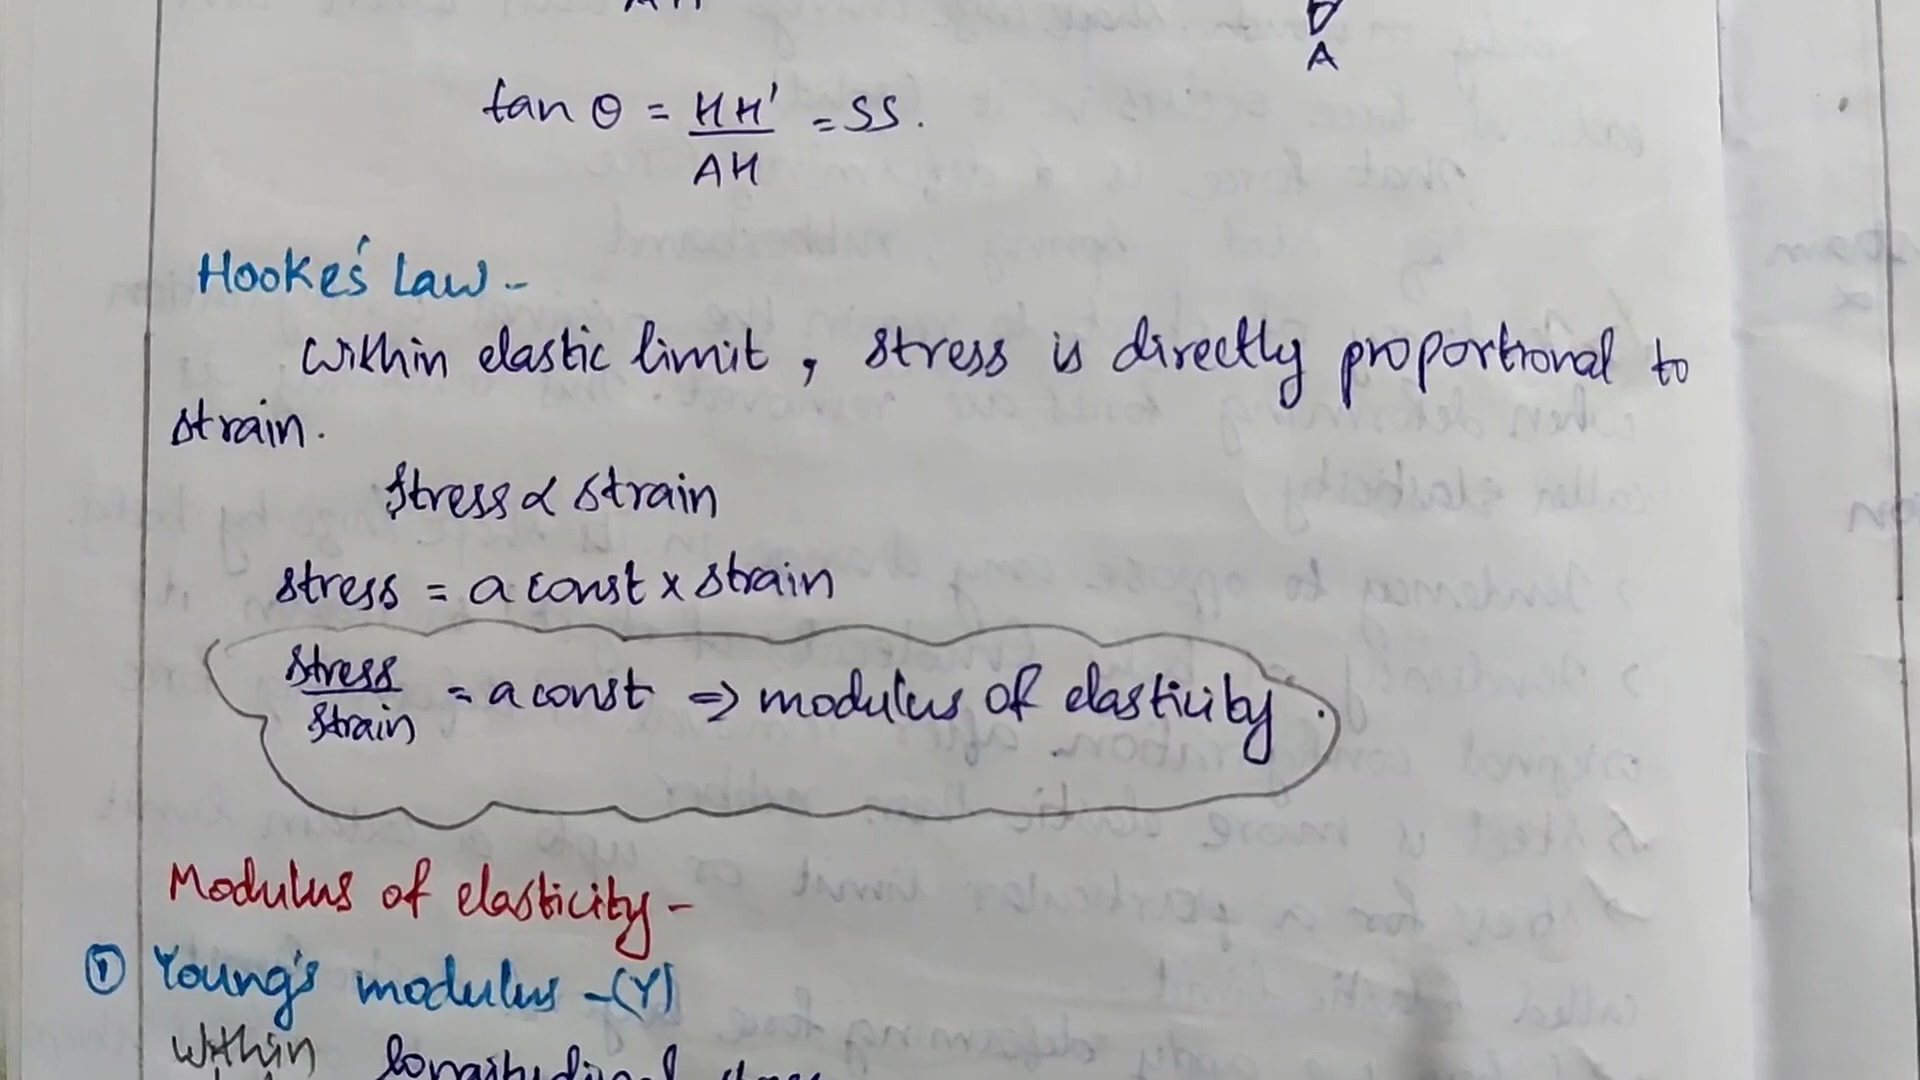 A
tan θ = HH' / AH = SS.
Hooke's Law -
Within elastic limit, stress is directly proportional to
strain.
Stress ∝ strain
stress = a const x strain
stress / strain = a const ⇒ modulus of elasticity.
Modulus of elasticity -
① Young's modulus - (Y)
within longitudinal